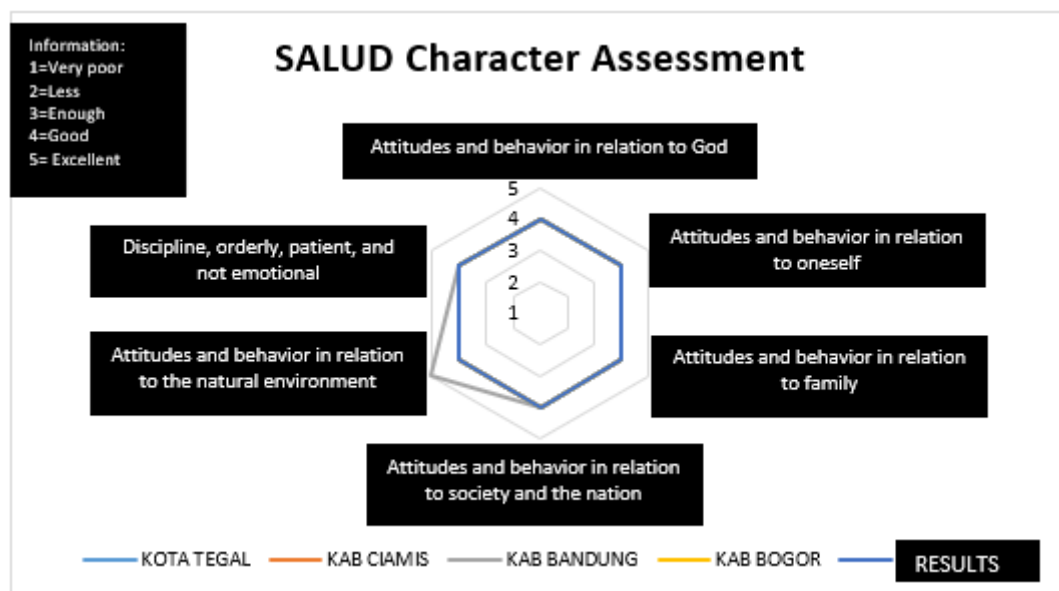 Information:
1=Very poor
2=Less
3=Enough
4=Good
5= Excellent
SALUD Character Assessment
Attitudes and behavior in relation to God
5
4
3
2
1
Discipline, orderly, patient, and
not emotional
Attitudes and behavior in relation
to oneself
Attitudes and behavior in relation
to the natural environment
Attitudes and behavior in relation
to family
Attitudes and behavior in relation
to society and the nation
KOTA TEGAL KAB CIAMIS KAB BANDUNG KAB BOGOR RESULTS